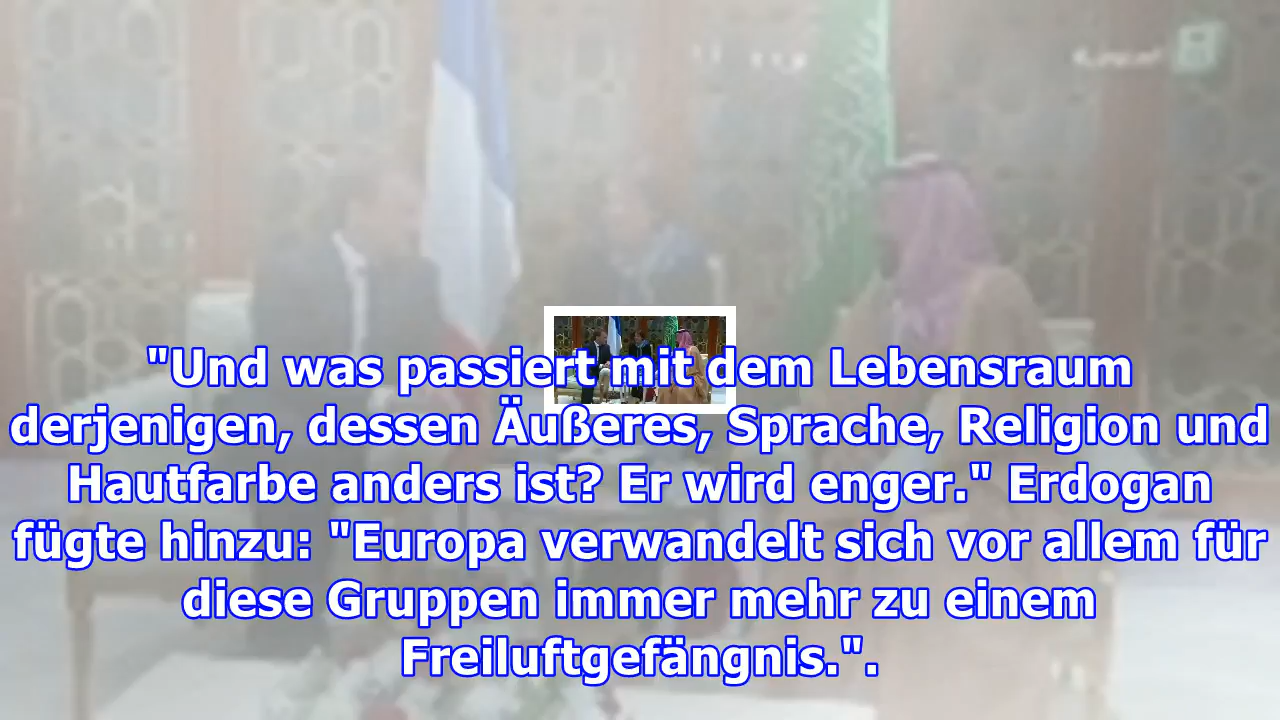 "Und was passiert mit dem Lebensraum
derjenigen, dessen Äußeres, Sprache, Religion und
Hautfarbe anders ist? Er wird enger." Erdogan
fügte hinzu: "Europa verwandelt sich vor allem für
diese Gruppen immer mehr zu einem
Freiluftgefängnis.".